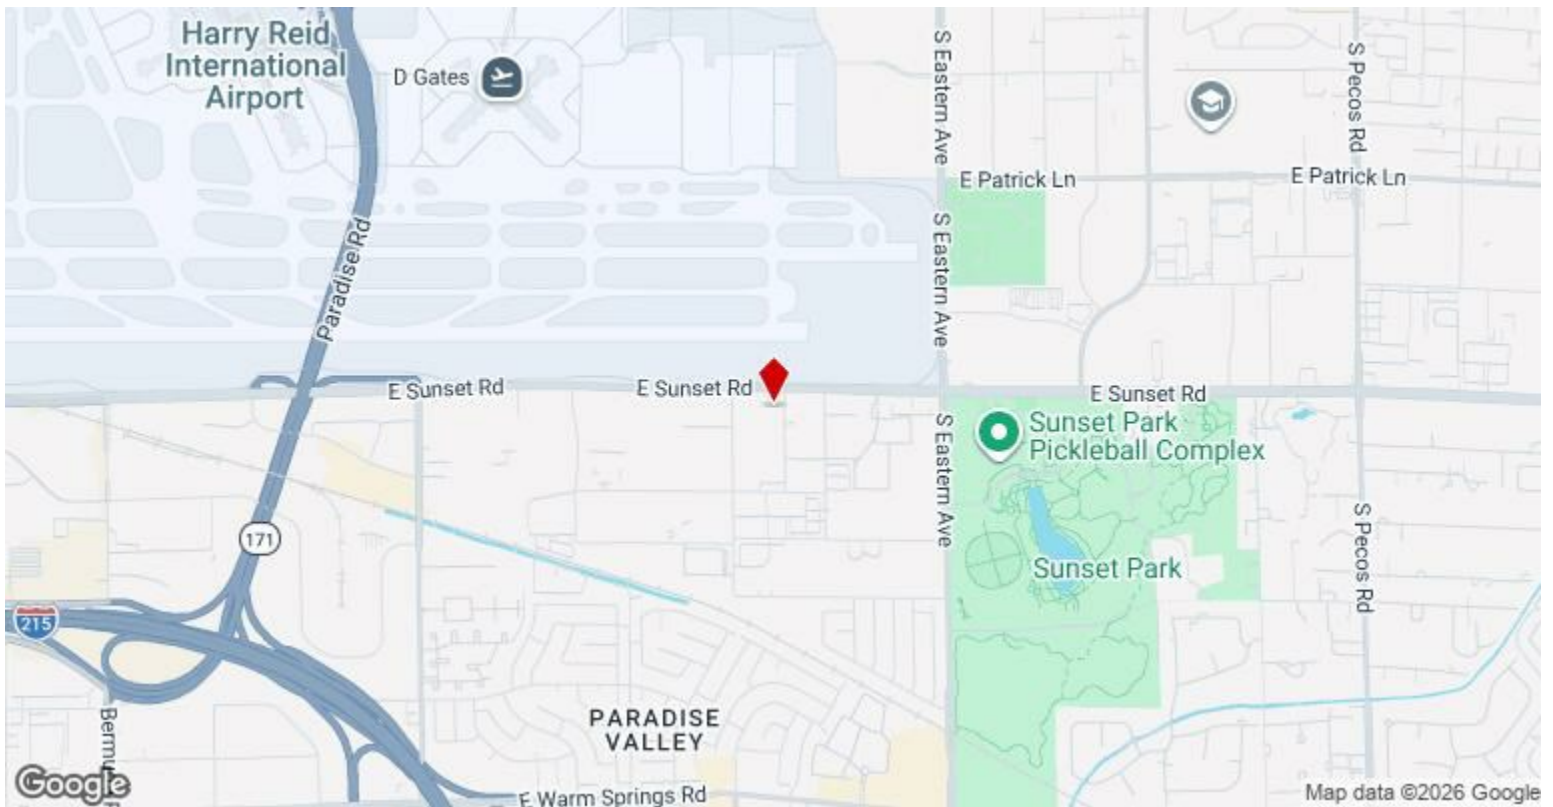 Harry Reid
International
Airport
D Gates
S Eastern Ave
S Pecos Rd
E Patrick Ln
E Patrick Ln
Paradise Rd
S Eastern Ave
E Sunset Rd
E Sunset Rd
E Sunset Rd
Sunset Park
Pickleball Complex
S Eastern Ave
171
S Pecos Rd
Sunset Park
215
PARADISE
VALLEY
Google
E Warm Springs Rd
Map data ©2026 Google